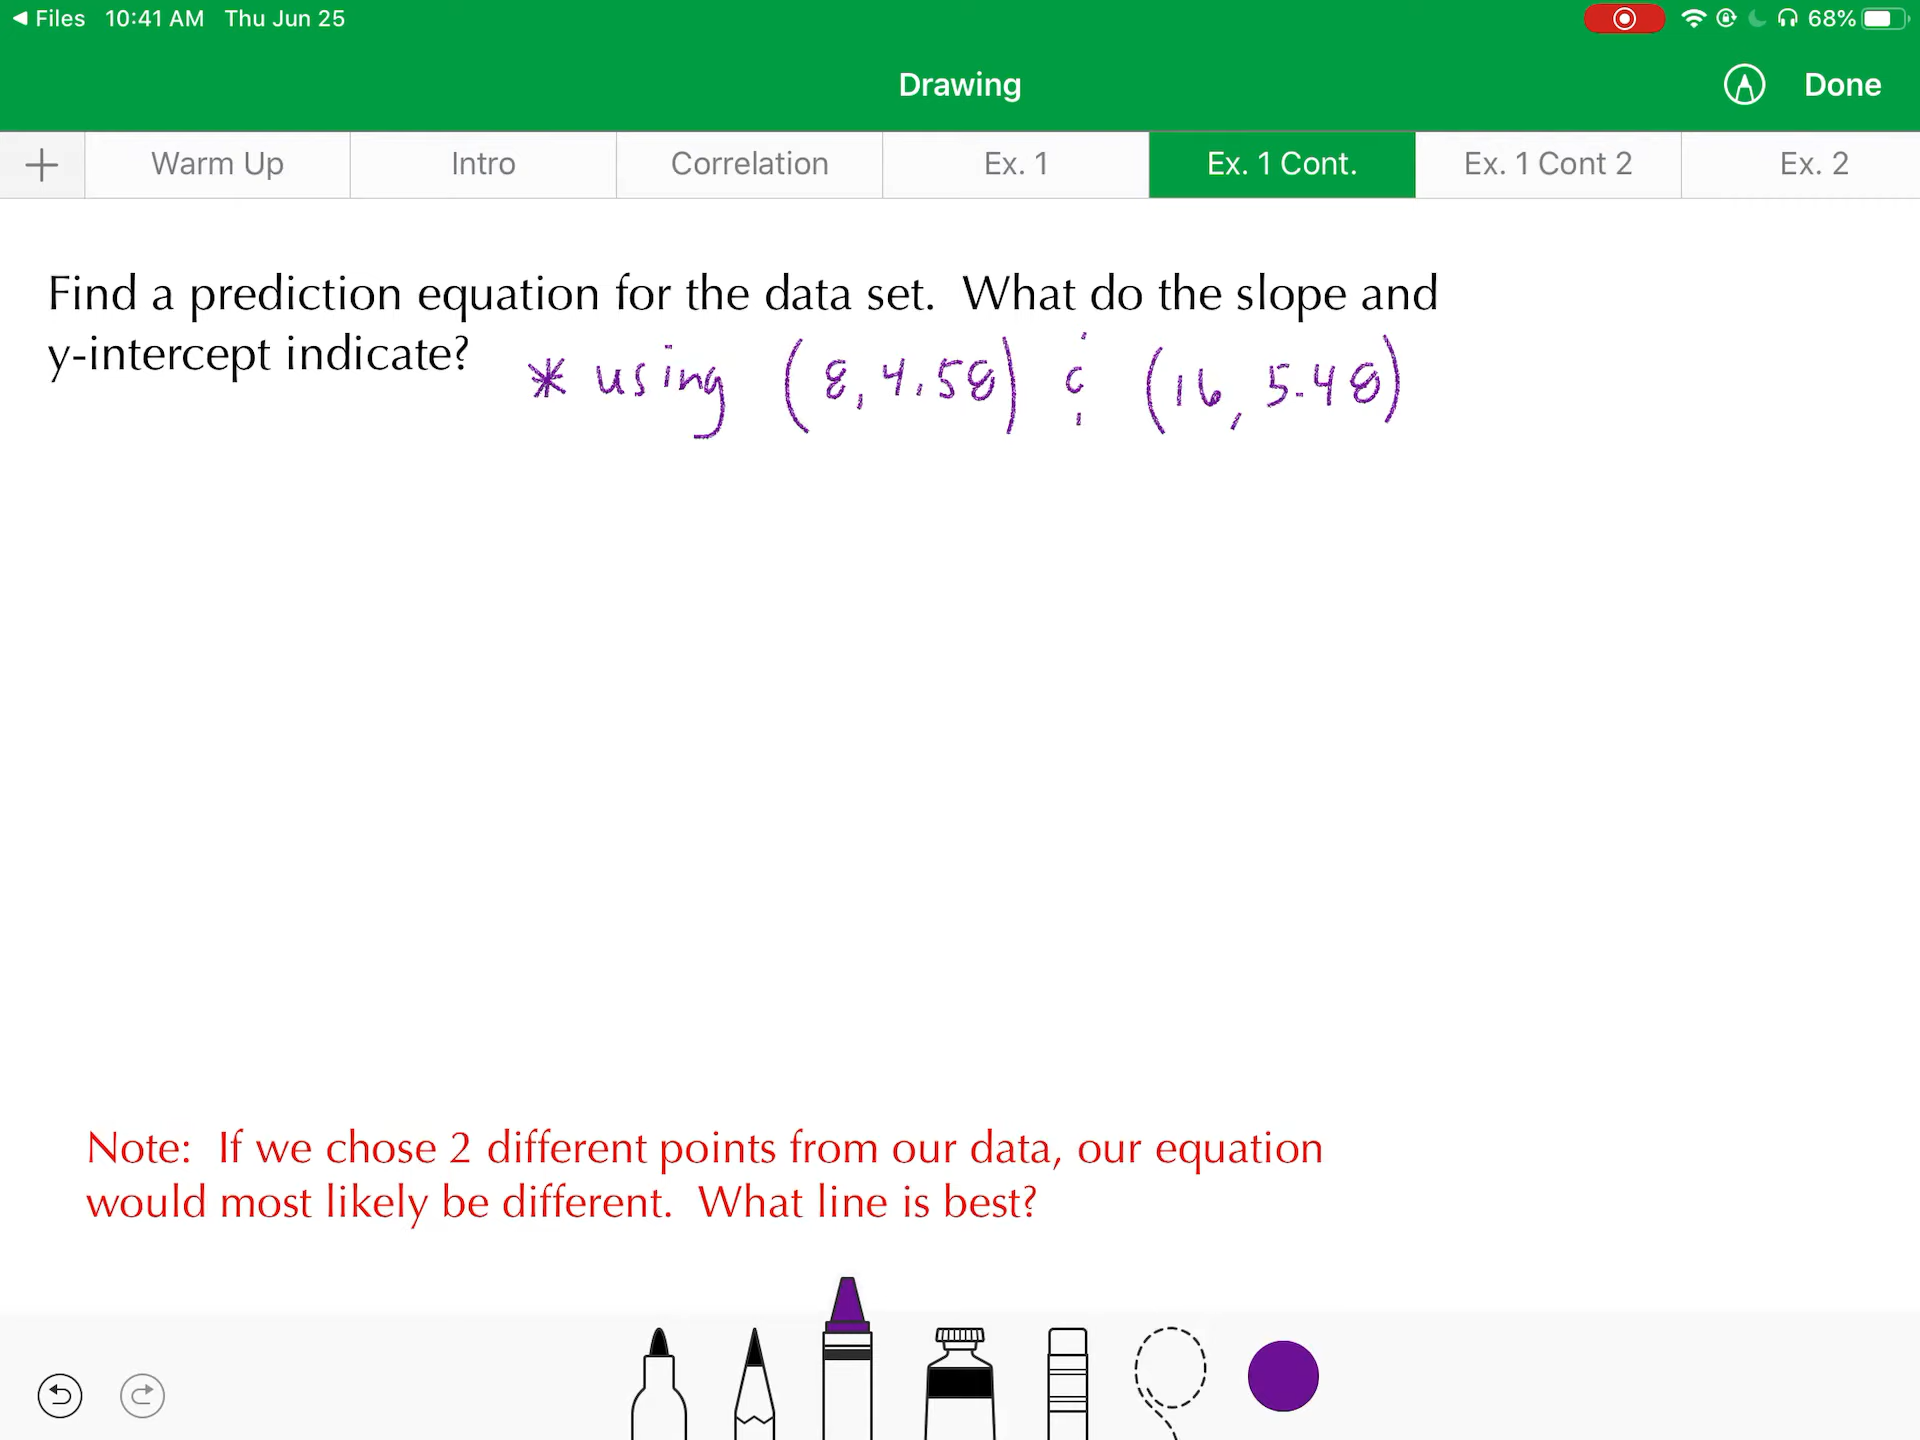 Files 10:41 AM Thu Jun 25 68%
Drawing
Done
Warm Up Intro Correlation Ex. 1 Ex. 1 Cont. Ex. 1 Cont 2 Ex. 2
Find a prediction equation for the data set. What do the slope and
y-intercept indicate?
* using (8, 4.58) & (16, 5.48)
Note: If we chose 2 different points from our data, our equation
would most likely be different. What line is best?